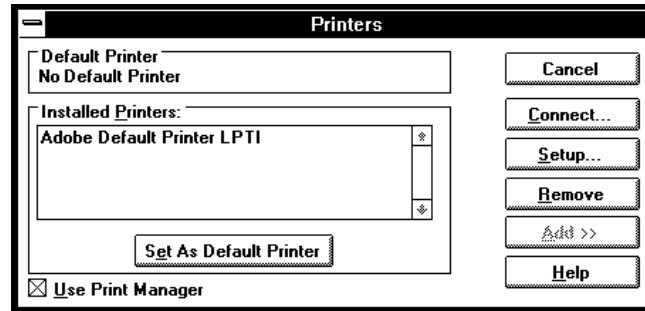 Printers
Default Printer
No Default Printer
Installed Printers:
Adobe Default Printer LPTI
Set As Default Printer
Use Print Manager
Cancel
Connect...
Setup...
Remove
Add >>
Help